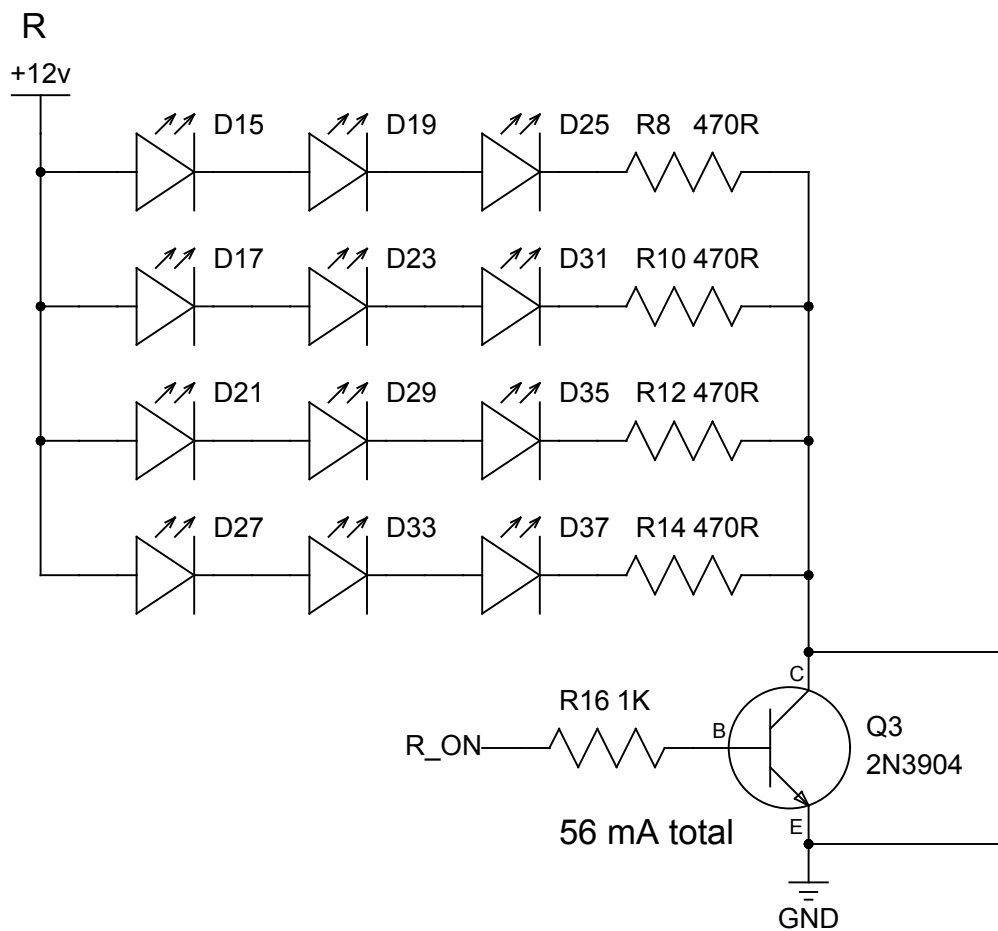 R
+12v
D15 D19 D25 R8 470R
D17 D23 D31 R10 470R
D21 D29 D35 R12 470R
D27 D33 D37 R14 470R
C
R16 1K
B
Q3
R_ON
2N3904
E
56 mA total
GND